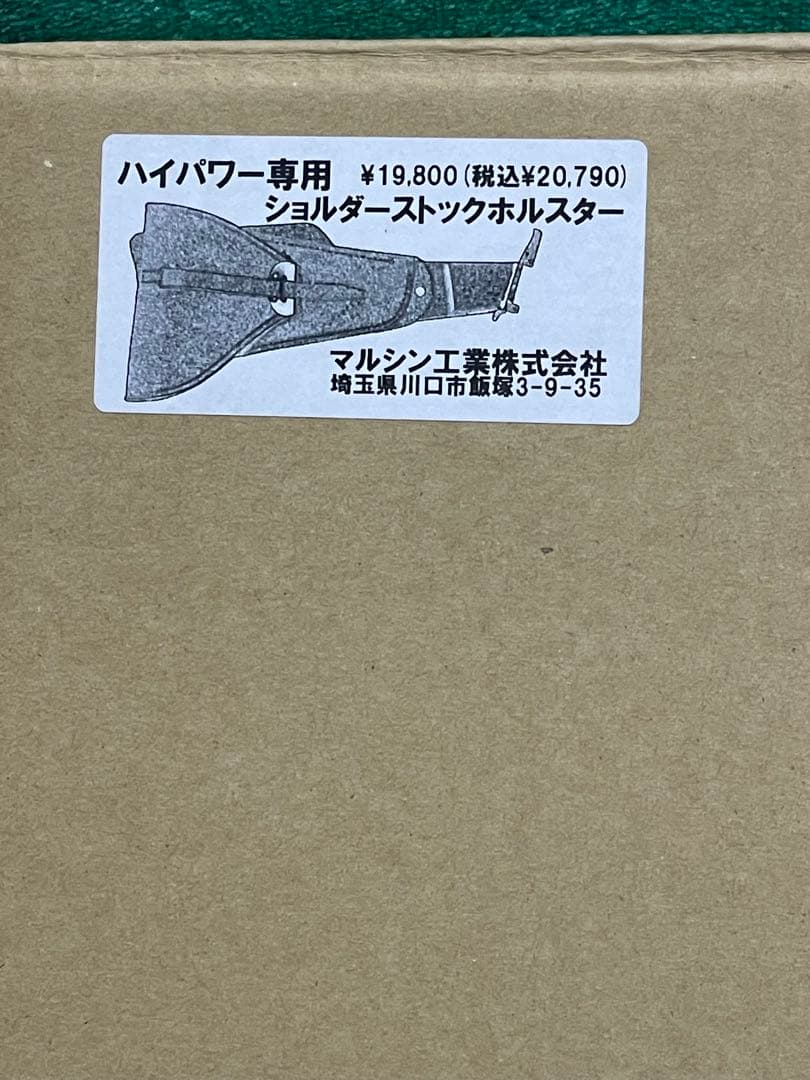 ハイパワー専用 ¥19,800(税込¥20,790)
ショルダーストックホルスター
マルシン工業株式会社
埼玉県川口市飯塚3-9-35